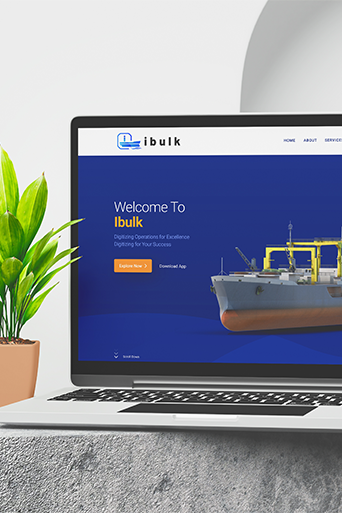 ibulk
HOME ABOUT SERVICES
Welcome To
Ibulk
Digitizing Operations for Excellence
Digitizing for Your Success
Explore Now
Download App
Scroll Down